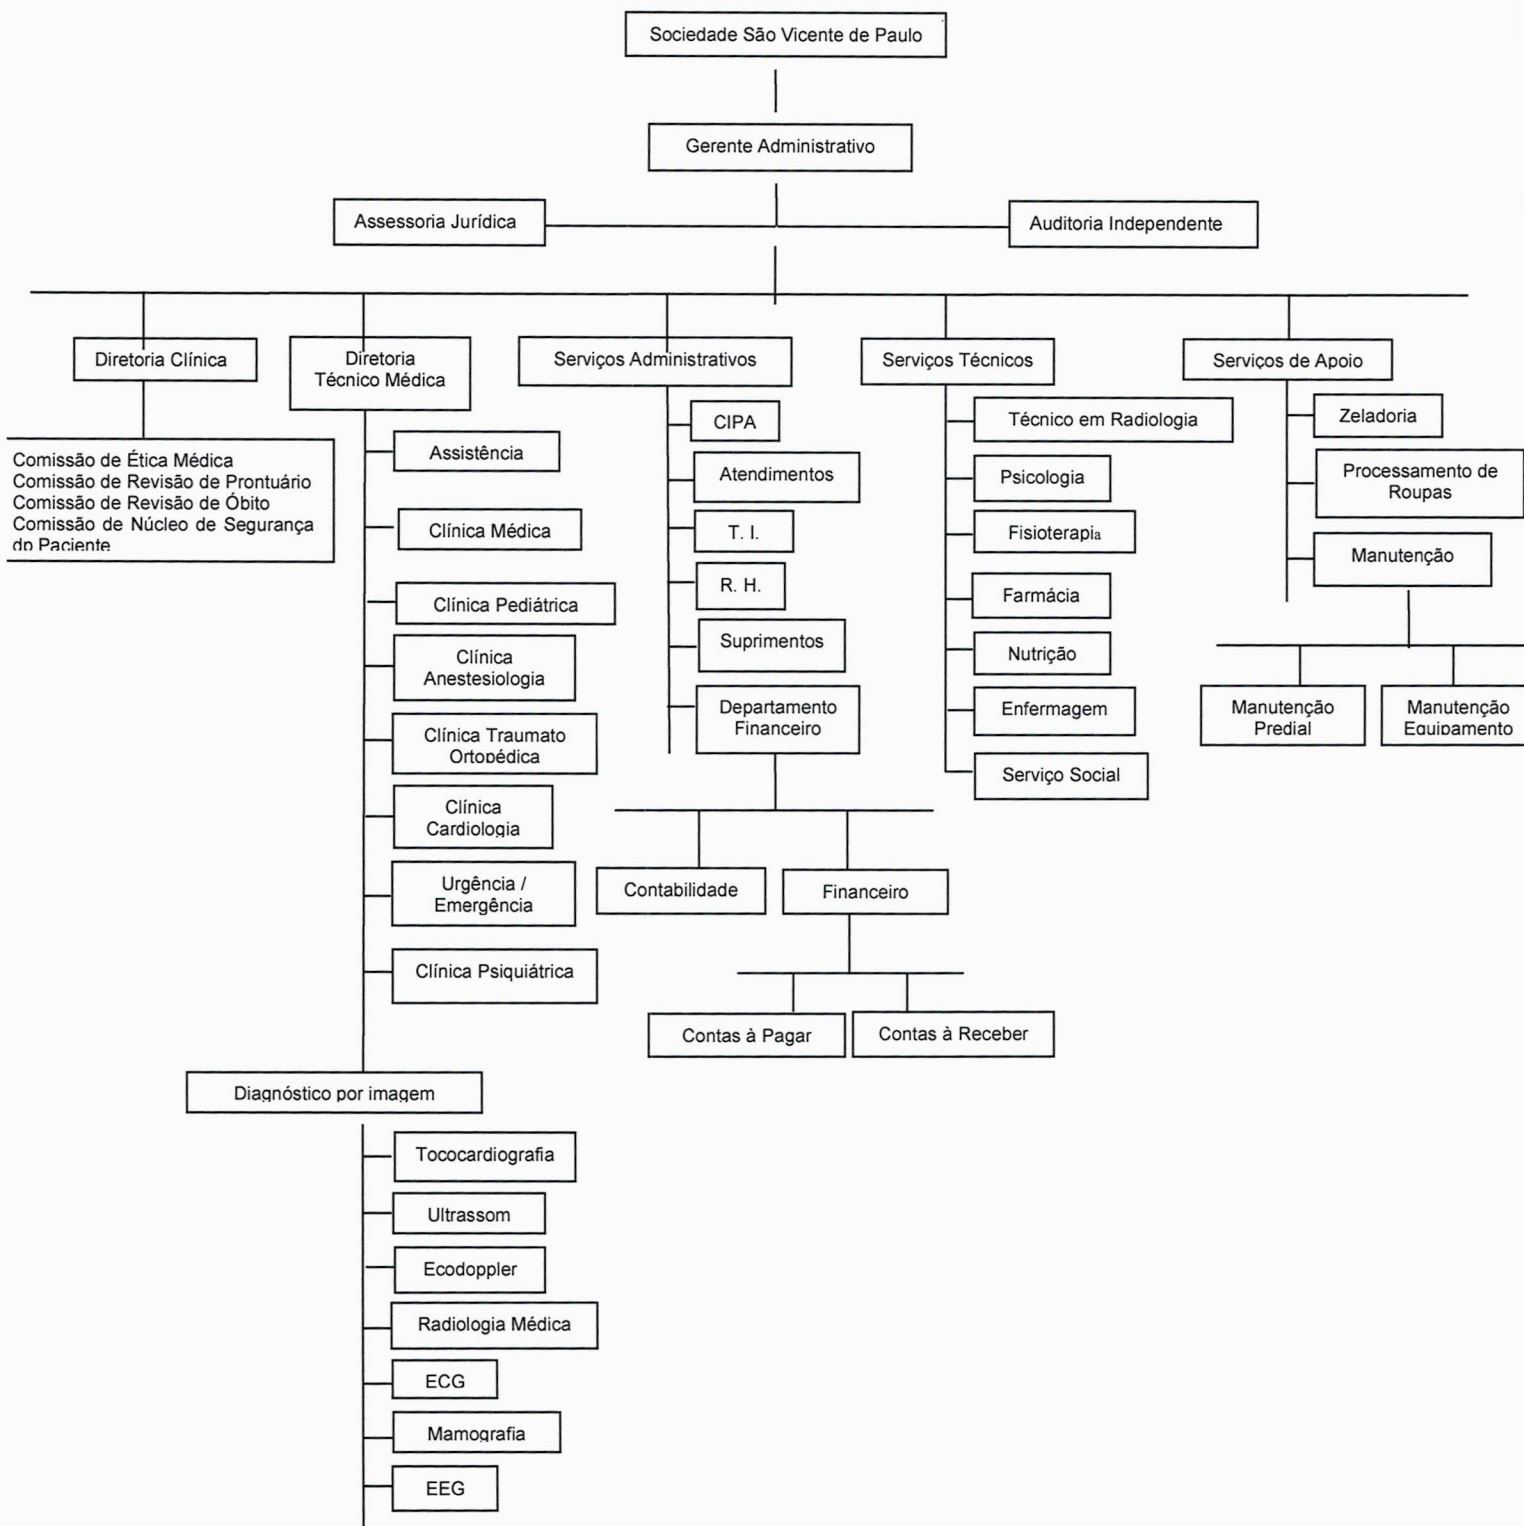 Sociedade São Vicente de Paulo
Gerente Administrativo
Assessoria Jurídica
Auditoria Independente
Diretoria Clínica
Comissão de Ética Médica
Comissão de Revisão de Prontuário
Comissão de Revisão de Óbito
Comissão de Núcleo de Segurança
do Paciente
Diretoria
Técnico Médica
Assistência
Clínica Médica
Clínica Pediátrica
Clínica
Anestesiologia
Clínica Traumato
Ortopédica
Clínica
Cardiologia
Urgência /
Emergência
Clínica Psiquiátrica
Diagnóstico por imagem
Tococardiografia
Ultrassom
Ecodoppler
Radiologia Médica
ECG
Mamografia
EEG
Serviços Administrativos
CIPA
Atendimentos
T. I.
R. H.
Suprimentos
Departamento
Financeiro
Contabilidade
Financeiro
Contas à Pagar
Contas à Receber
Serviços Técnicos
Técnico em Radiologia
Psicologia
Fisioterapia
Farmácia
Nutrição
Enfermagem
Serviço Social
Serviços de Apoio
Zeladoria
Processamento de
Roupas
Manutenção
Manutenção
Predial
Manutenção
Equipamento